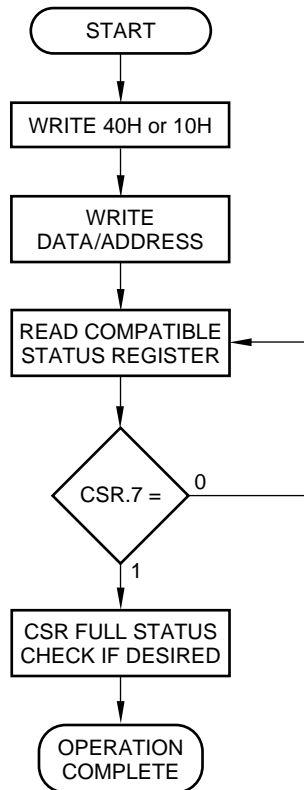 START
WRITE 40H or 10H
WRITE
DATA/ADDRESS
READ COMPATIBLE
STATUS REGISTER
CSR.7 =
0
1
CSR FULL STATUS
CHECK IF DESIRED
OPERATION
COMPLETE